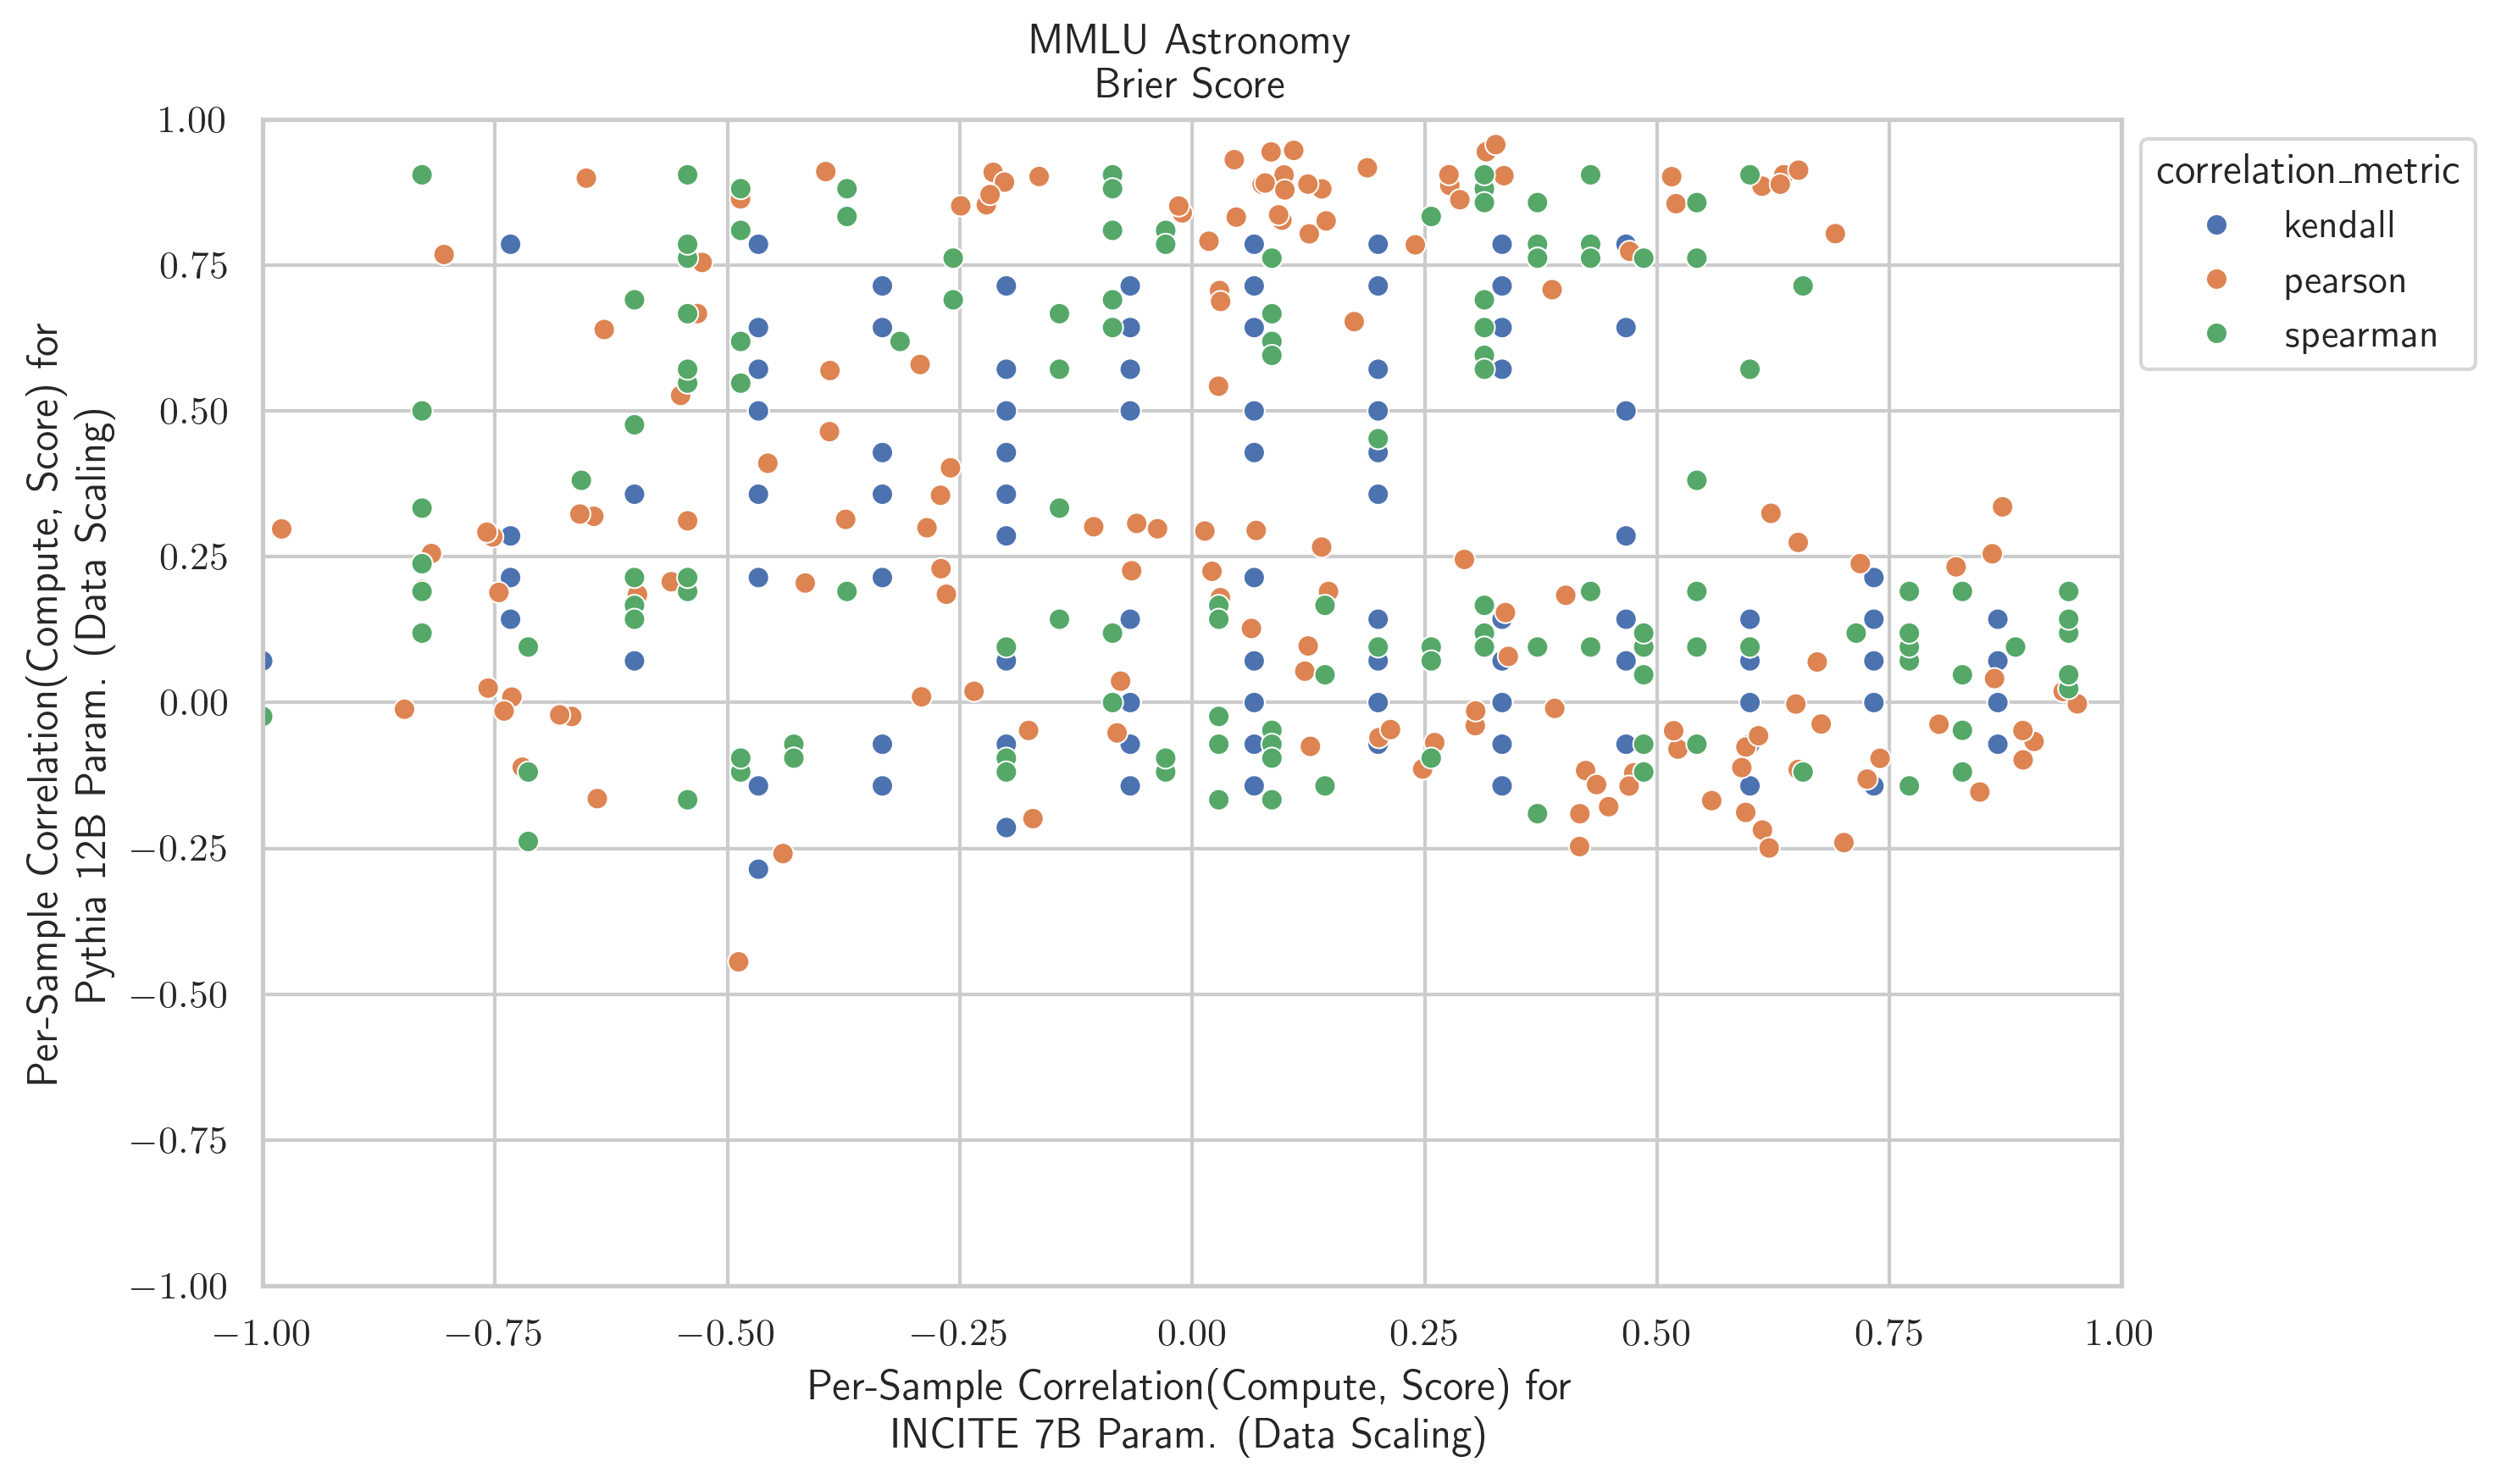 MMLU Astronomy
Brier Score
Per-Sample Correlation(Compute, Score) for
Pythia 12B Param. (Data Scaling)
1.00
0.75
0.50
0.25
0.00
−0.25
−0.50
−0.75
−1.00
−1.00 −0.75 −0.50 −0.25 0.00 0.25 0.50 0.75 1.00
Per-Sample Correlation(Compute, Score) for
INCITE 7B Param. (Data Scaling)
correlation_metric
kendall
pearson
spearman